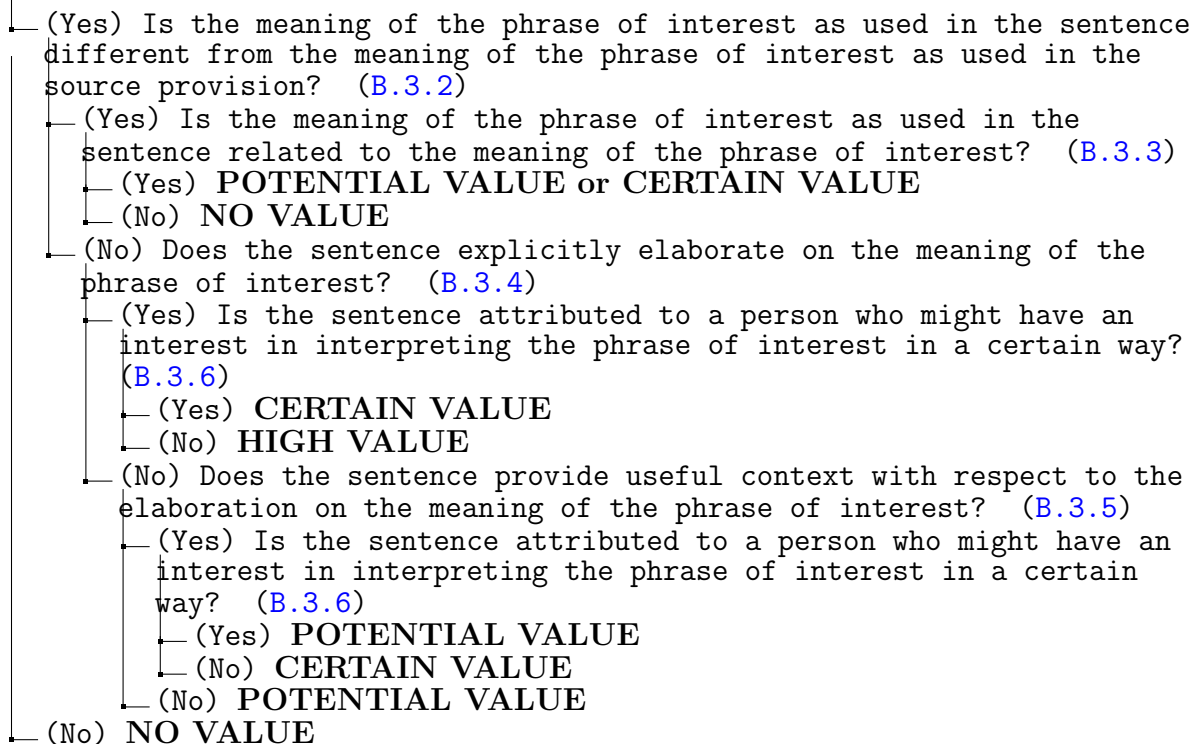 (Yes) Is the meaning of the phrase of interest as used in the sentence
different from the meaning of the phrase of interest as used in the
source provision? (B.3.2)
(Yes) Is the meaning of the phrase of interest as used in the
sentence related to the meaning of the phrase of interest? (B.3.3)
(Yes) POTENTIAL VALUE or CERTAIN VALUE
(No) NO VALUE
(No) Does the sentence explicitly elaborate on the meaning of the
phrase of interest? (B.3.4)
(Yes) Is the sentence attributed to a person who might have an
interest in interpreting the phrase of interest in a certain way?
(B.3.6)
(Yes) CERTAIN VALUE
(No) HIGH VALUE
(No) Does the sentence provide useful context with respect to the
elaboration on the meaning of the phrase of interest? (B.3.5)
(Yes) Is the sentence attributed to a person who might have an
interest in interpreting the phrase of interest in a certain
way? (B.3.6)
(Yes) POTENTIAL VALUE
(No) CERTAIN VALUE
(No) POTENTIAL VALUE
(No) NO VALUE